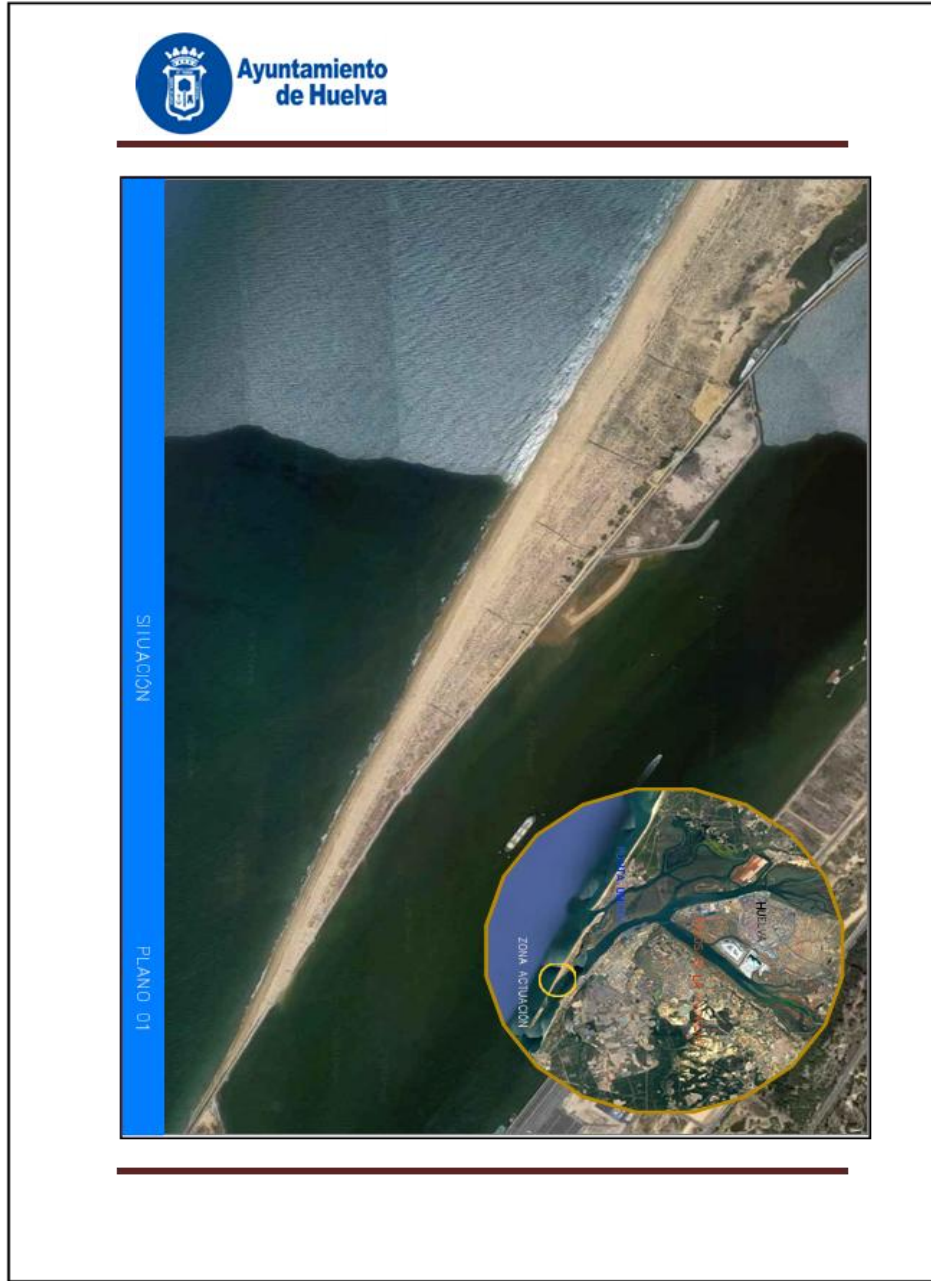 Ayuntamiento
de Huelva
SITUACIÓN
PLANO 01
HUELVA
ZONA ACTUACIÓN